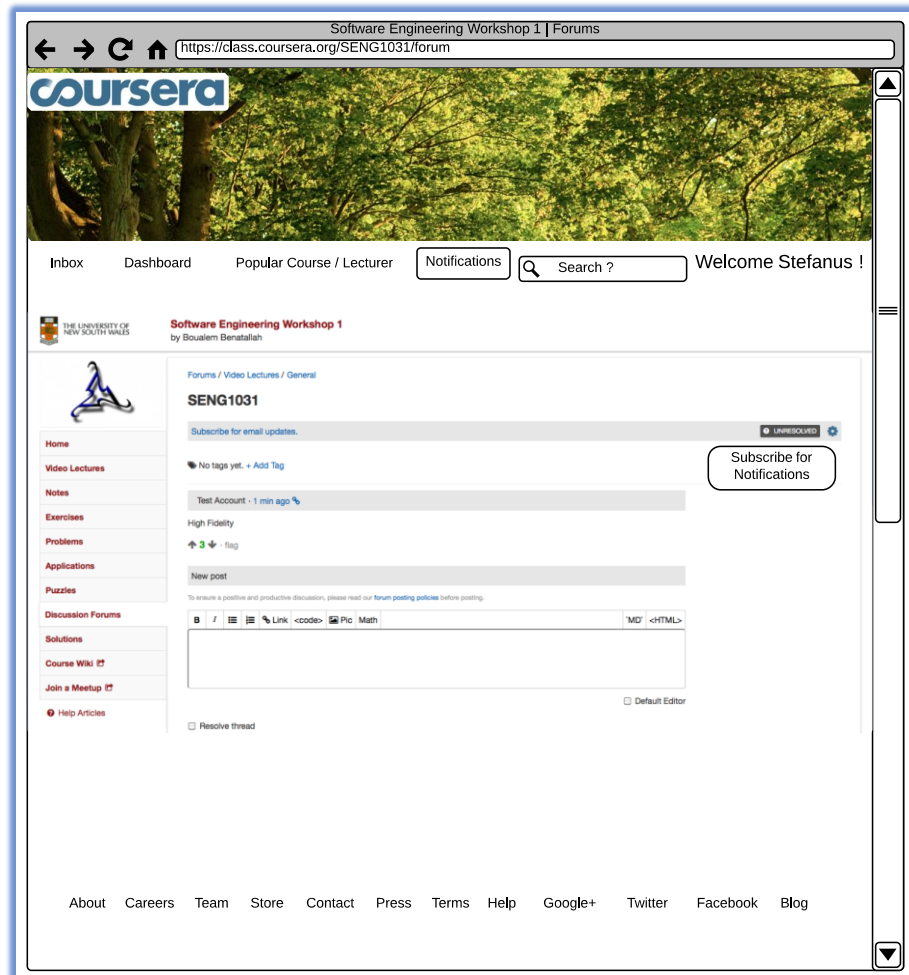 Software Engineering Workshop 1 | Forums
https://class.coursera.org/SENG1031/forum
coursera
Inbox Dashboard Popular Course / Lecturer Notifications Search ? Welcome Stefanus !
THE UNIVERSITY OF
NEW SOUTH WALES
Software Engineering Workshop 1
by Boualem Benatallah
Forums / Video Lectures / General
SENG1031
Subscribe for email updates. UNRESOLVED
Subscribe for
Notifications
No tags yet. + Add Tag
Test Account · 1 min ago
High Fidelity
3 · flag
New post
To ensure a positive and productive discussion, please read our forum posting policies before posting.
B I Link <code> Pic Math 'MD' <HTML>
Default Editor
Resolve thread
Home
Video Lectures
Notes
Exercises
Problems
Applications
Puzzles
Discussion Forums
Solutions
Course Wiki
Join a Meetup
Help Articles
About Careers Team Store Contact Press Terms Help Google+ Twitter Facebook Blog